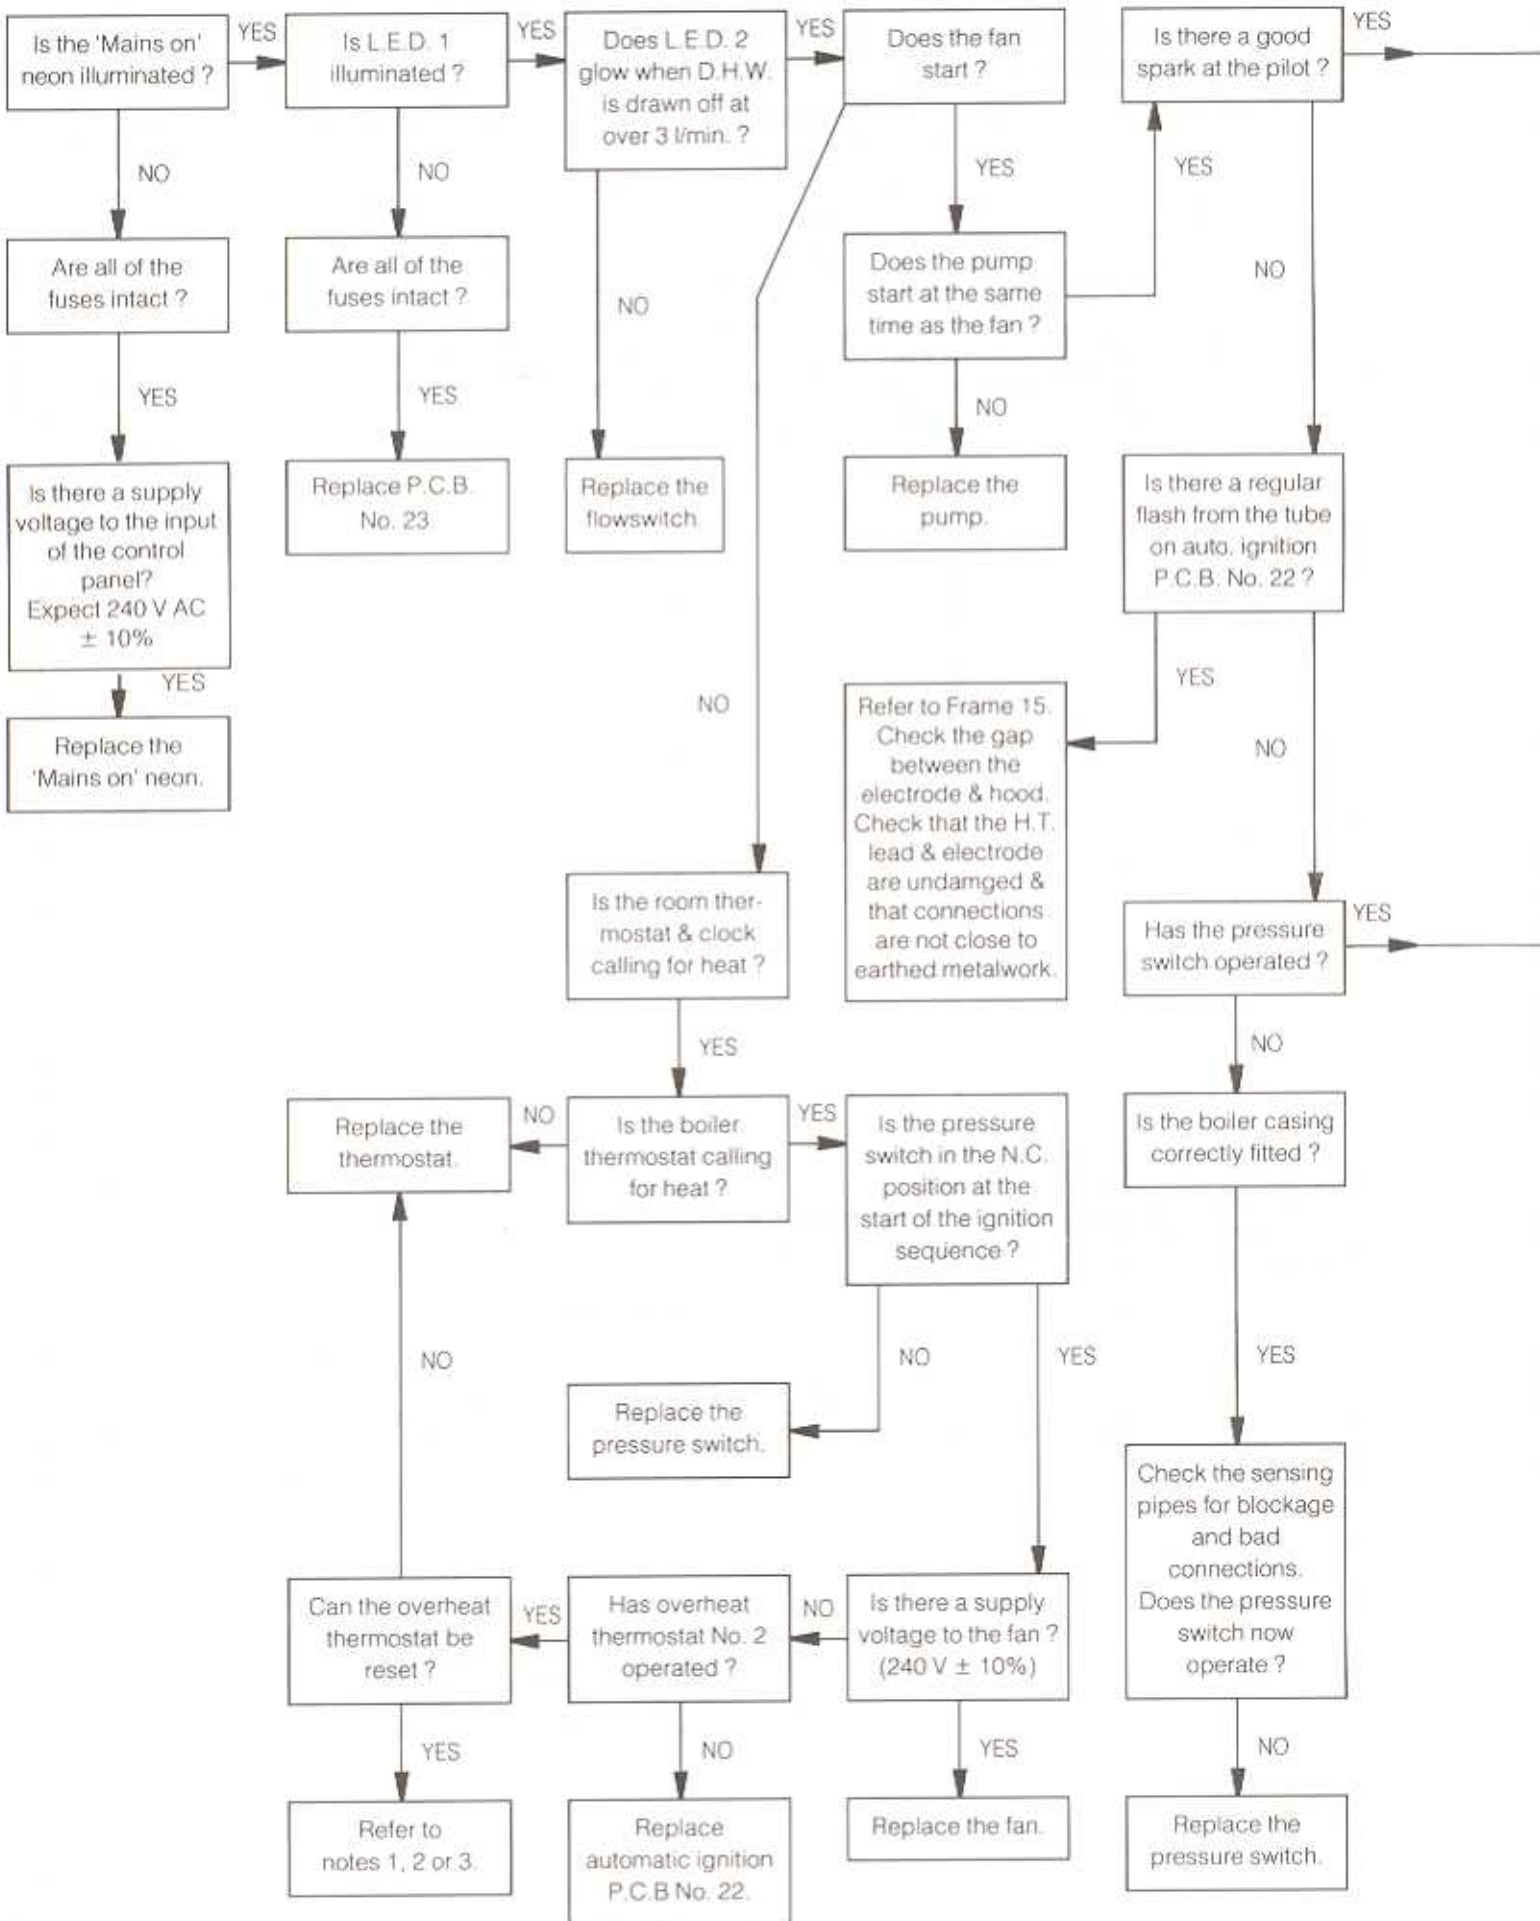 Is the 'Mains on'
neon illuminated ?
YES
Is L.E.D. 1
illuminated ?
YES
Does L.E.D. 2
glow when D.H.W.
is drawn off at
over 3 l/min. ?
YES
Does the fan
start ?
Is there a good
spark at the pilot ?
YES
NO
NO
NO
YES
YES
NO
Are all of the
fuses intact ?
Are all of the
fuses intact ?
Does the pump
start at the same
time as the fan ?
YES
YES
NO
Is there a supply
voltage to the input
of the control
panel?
Expect 240 V AC
± 10%
Replace P.C.B.
No. 23
Replace the
flowswitch.
Replace the
pump.
Is there a regular
flash from the tube
on auto. ignition
P.C.B. No. 22 ?
YES
Replace the
'Mains on' neon.
NO
YES
NO
Refer to Frame 15.
Check the gap
between the
electrode & hood.
Check that the H.T.
lead & electrode
are undamged &
that connections
are not close to
earthed metalwork.
Is the room ther-
mostat & clock
calling for heat ?
Has the pressure
switch operated ?
YES
YES
NO
Replace the
thermostat.
NO
Is the boiler
thermostat calling
for heat ?
YES
Is the pressure
switch in the N.C.
position at the
start of the ignition
sequence ?
Is the boiler casing
correctly fitted ?
NO
NO
YES
YES
Replace the
pressure switch.
Check the sensing
pipes for blockage
and bad
connections.
Does the pressure
switch now
operate ?
Can the overheat
thermostat be
reset ?
YES
Has overheat
thermostat No. 2
operated ?
NO
Is there a supply
voltage to the fan ?
(240 V ± 10%)
YES
NO
YES
NO
Refer to
notes 1, 2 or 3.
Replace
automatic ignition
P.C.B No. 22.
Replace the fan.
Replace the
pressure switch.